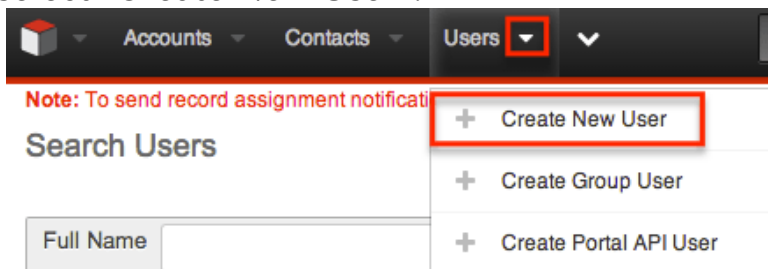 Accounts Contacts Users
Note: To send record assignment notificati
Create New User
Search Users
Create Group User
Full Name
Create Portal API User